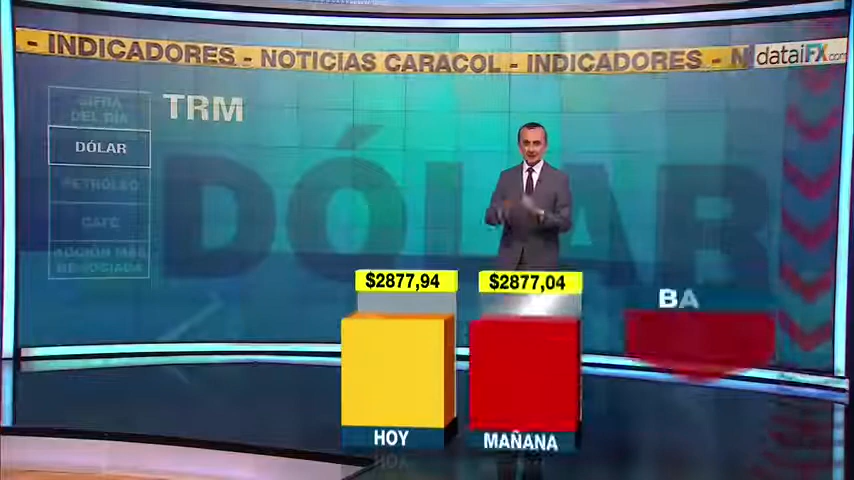 - INDICADORES - NOTICIAS CARACOL - INDICADORES - N
dataiFX.com
TRM
CIFRA
DEL DÍA
DÓLAR
PETRÓLEO
CAFÉ
ACCIÓN MÁS
NEGOCIADA
DÓLAR
$2877,94
$2877,04
BA
HOY
MAÑANA